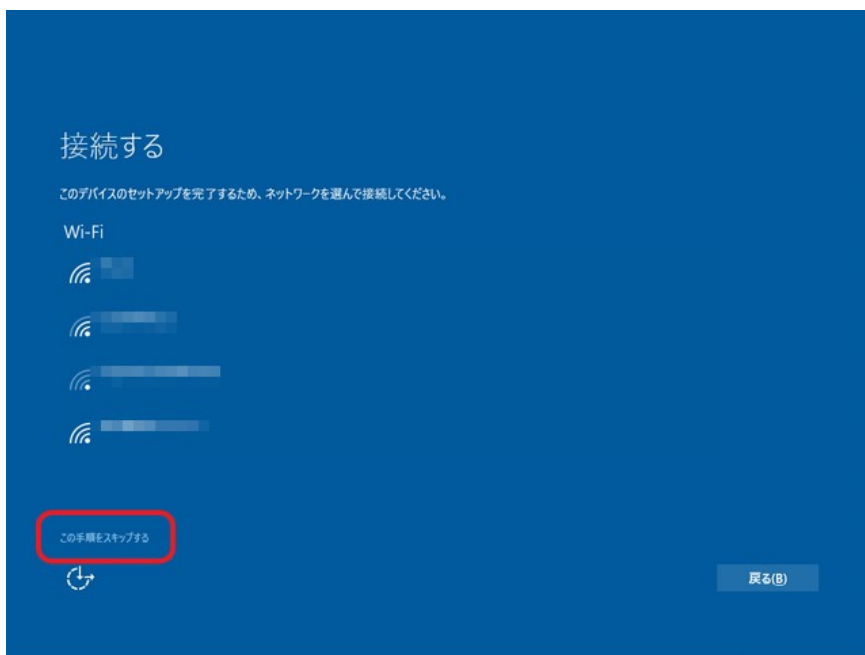 接続する
このデバイスのセットアップを完了するため、ネットワークを選んで接続してください。
Wi-Fi
この手順をスキップする
戻る(B)